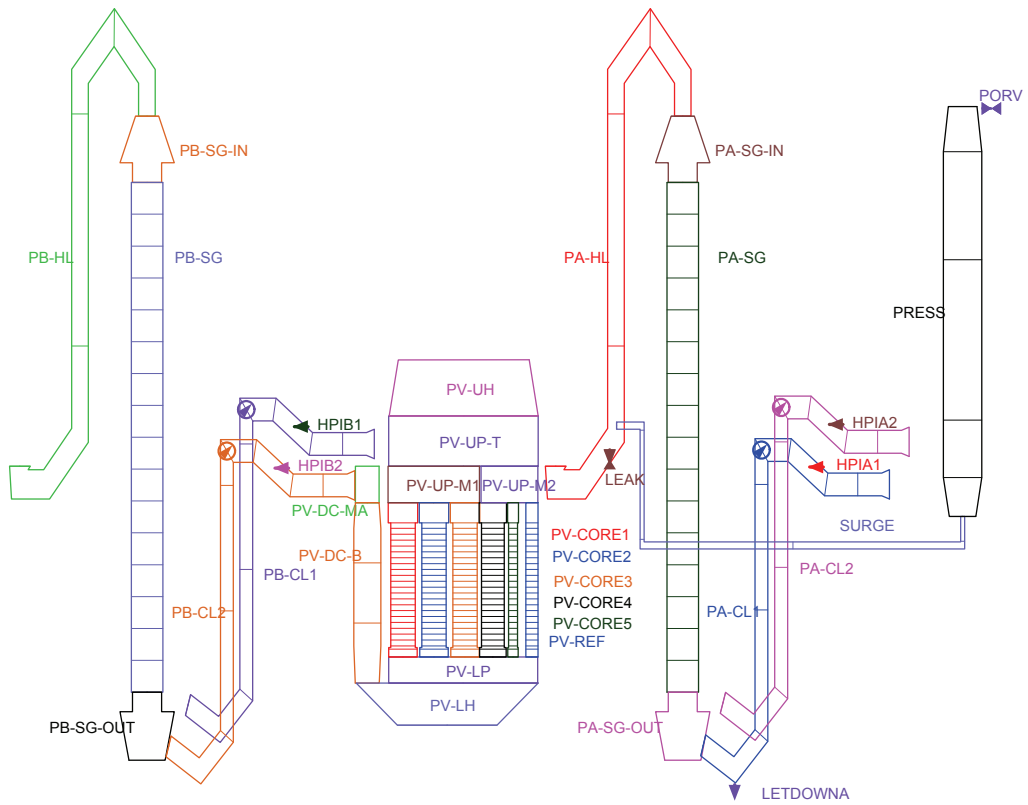 PORV
PB-SG-IN
PA-SG-IN
PB-HL
PB-SG
PA-HL
PA-SG
PRESS
PV-UH
HPIB1
HPIA2
PV-UP-T
HPIB2
HPIA1
PV-UP-M1
PV-UP-M2
LEAK
PV-DC-MA
SURGE
PV-CORE1
PV-DC-B
PV-CORE2
PB-CL1
PA-CL2
PV-CORE3
PV-CORE4
PB-CL2
PA-CL1
PV-CORE5
PV-REF
PV-LP
PV-LH
PB-SG-OUT
PA-SG-OUT
LETDOWNA